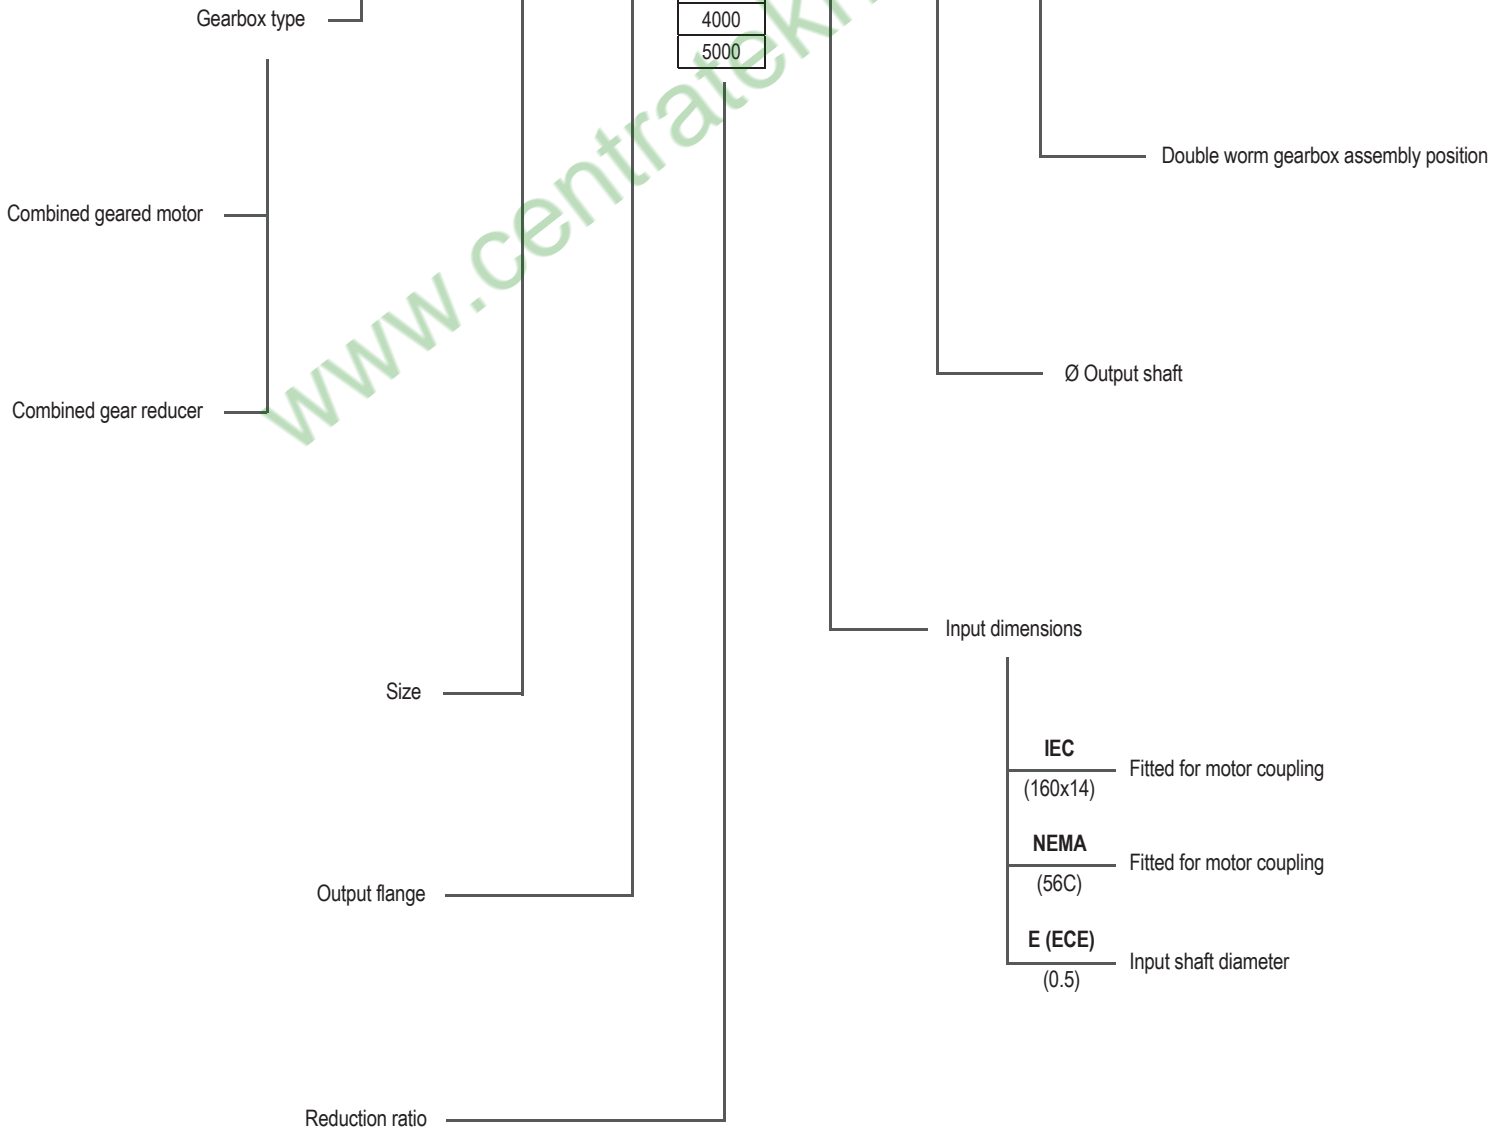 Gearbox type
4000
5000
Double worm gearbox assembly position
Combined geared motor
Ø Output shaft
Combined gear reducer
Input dimensions
Size
IEC
Fitted for motor coupling
(160x14)
NEMA
Fitted for motor coupling
(56C)
Output flange
E (ECE)
Input shaft diameter
(0.5)
Reduction ratio
www.centratek